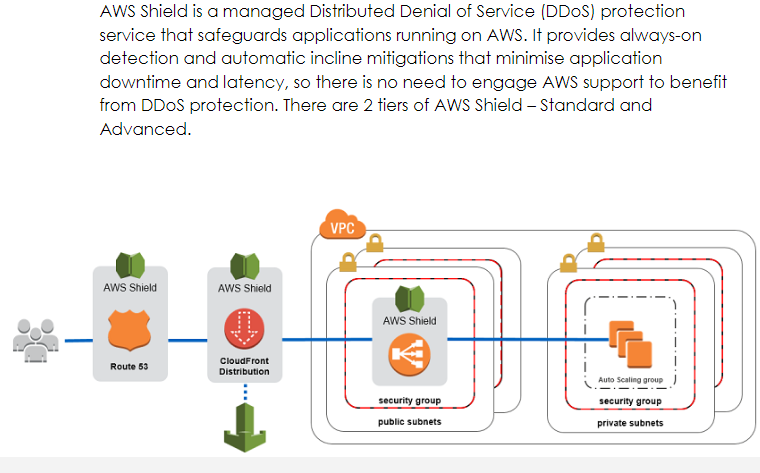 AWS Shield is a managed Distributed Denial of Service (DDoS) protection
service that safeguards applications running on AWS. It provides always-on
detection and automatic incline mitigations that minimise application
downtime and latency, so there is no need to engage AWS support to benefit
from DDoS protection. There are 2 tiers of AWS Shield – Standard and
Advanced.
VPC
AWS Shield
Route 53
AWS Shield
CloudFront
Distribution
AWS Shield
security group
public subnets
Auto Scaling group
security group
private subnets